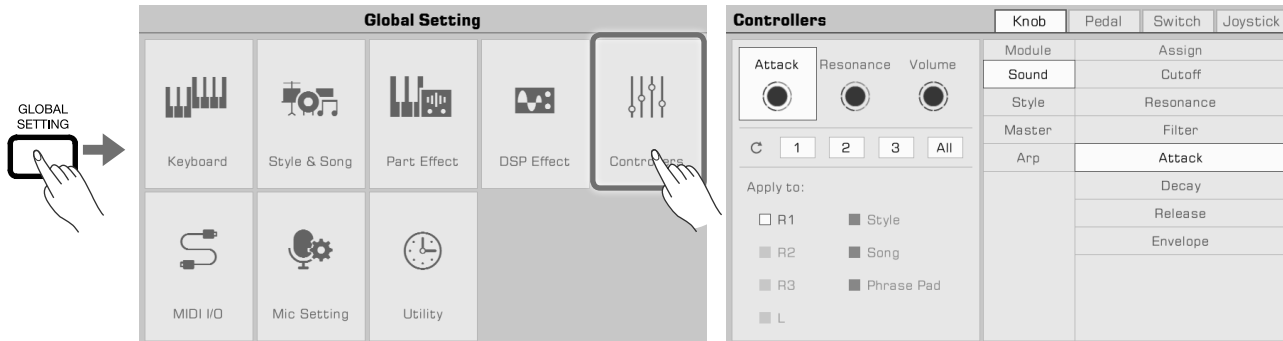 GLOBAL
SETTING
Global Setting
Keyboard
Style & Song
Part Effect
DSP Effect
Controllers
MIDI I/O
Mic Setting
Utility
Controllers
Knob
Pedal
Switch
Joystick
Attack
Resonance
Volume
1
2
3
All
Apply to:
R1
Style
R2
Song
R3
Phrase Pad
L
Module
Assign
Sound
Cutoff
Style
Resonance
Master
Filter
Arp
Attack
Decay
Release
Envelope